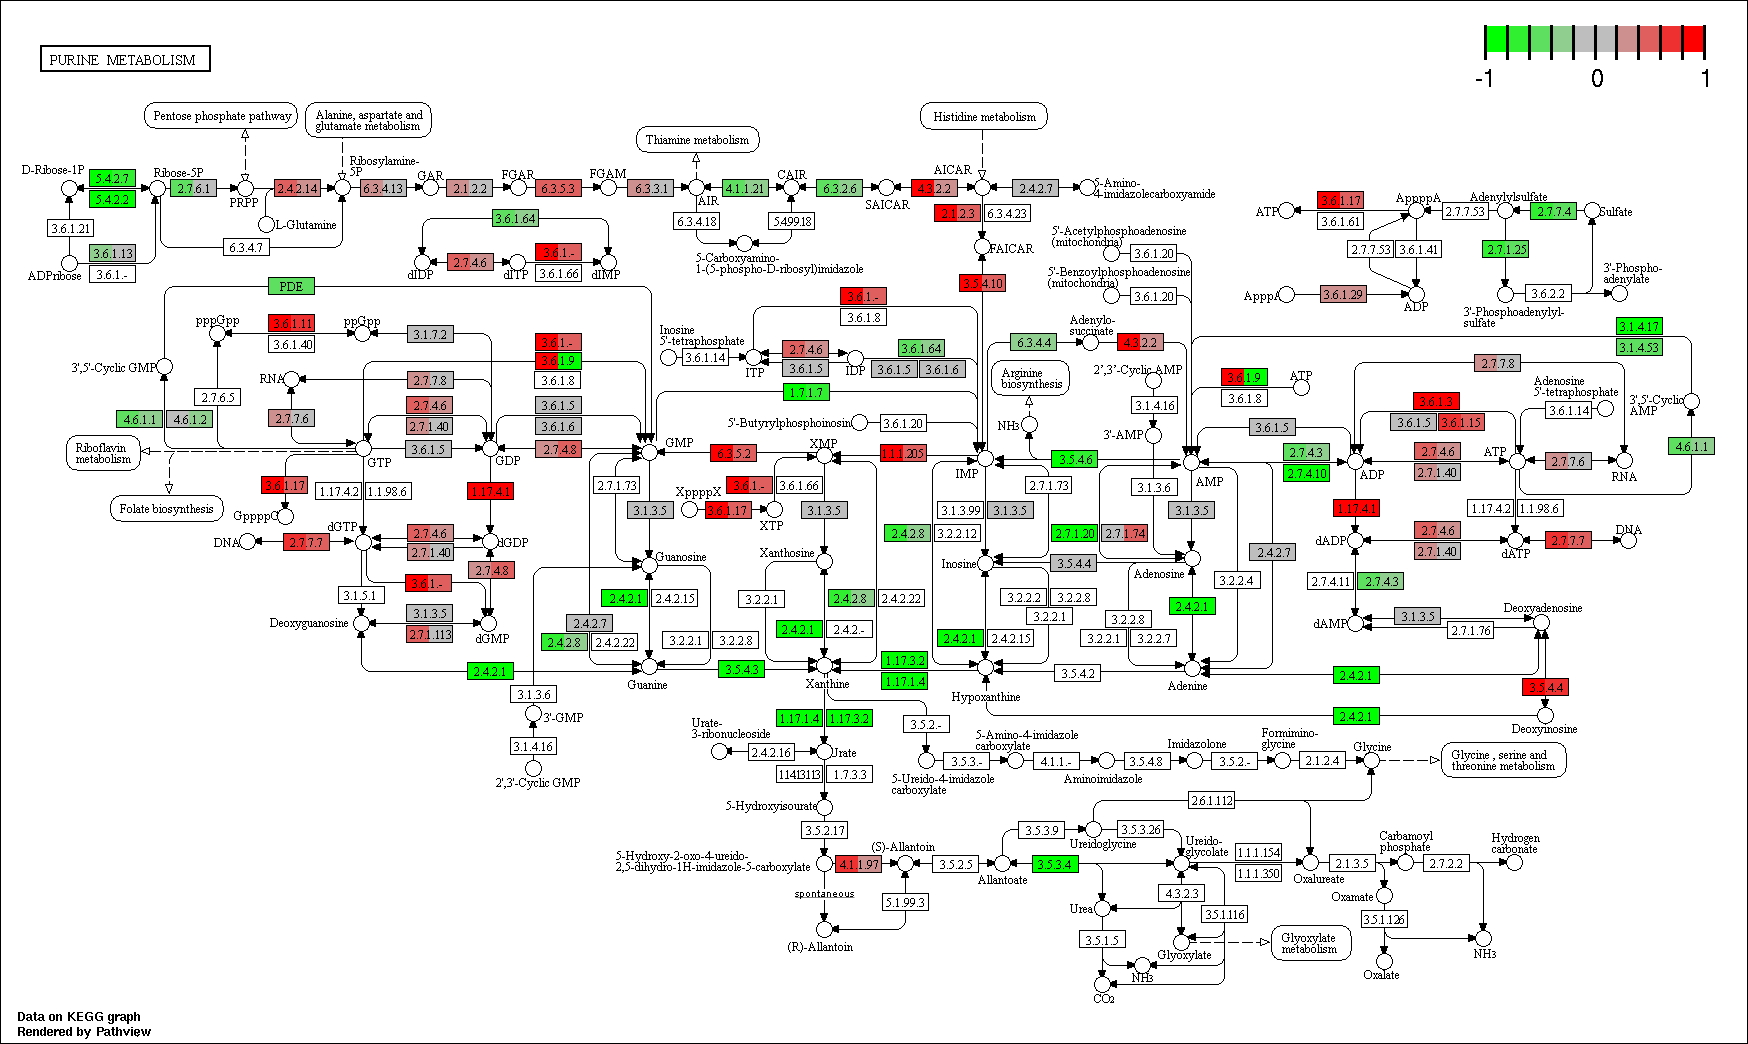 PURINE METABOLISM
-1 0 1
Pentose phosphate pathway
Alanine, aspartate and
glutamate metabolism
Thiamine metabolism
Histidine metabolism
D-Ribose-1P
5.4.2.7
5.4.2.2
Ribose-5P
2.7.6.1
PRPP
2.4.2.14
Ribosylamine-
5P
6.3.4.13
GAR
2.1.2.2
FGAR
6.3.5.3
FGAM
6.3.3.1
AIR
4.1.1.21
CAIR
6.3.2.6
SAICAR
4.3.2.2
AICAR
2.4.2.7
5-Amino-
4-imidazolecarboxyamide
3.6.1.21
L-Glutamine
6.3.4.7
3.6.1.13
3.6.1.-
ADPribose
3.6.1.64
dIDP
2.7.4.6
dITP
3.6.1.-
3.6.1.66
dIMP
6.3.4.18
5.4.99.18
5-Carboxyamino-
1-(5-phospho-D-ribosyl)imidazole
2.1.2.3
6.3.4.23
FAICAR
3.5.4.10
5'-Acetylphosphoadenosine
(mitochondria)
3.6.1.20
5'-Benzoylphosphoadenosine
(mitochondria)
3.6.1.20
ATP
3.6.1.17
3.6.1.61
AppppA
2.7.7.53
Adenylylsulfate
2.7.7.4
Sulfate
2.7.7.53
3.6.1.41
2.7.1.25
ApppA
3.6.1.29
ADP
3.6.2.2
3'-Phospho-
adenylate
3'-Phosphoadenylyl-
sulfate
PDE
pppGpp
3.6.1.11
3.6.1.40
ppGpp
3.1.7.2
3.6.1.-
3.6.1.9
3.6.1.8
3',5'-Cyclic GMP
RNA
2.7.7.8
2.7.6.5
2.7.7.6
2.7.4.6
2.7.1.40
3.6.1.5
3.6.1.6
4.6.1.1
4.6.1.2
Riboflavin
metabolism
GTP
3.6.1.5
GDP
2.7.4.8
GMP
Folate biosynthesis
3.6.1.17
GppppG
1.17.4.2
1.1.98.6
1.17.4.1
Inosine
5'-tetraphosphate
3.6.1.14
ITP
3.6.1.-
3.6.1.8
2.7.4.6
3.6.1.5
IDP
3.6.1.64
3.6.1.5
3.6.1.6
1.7.1.7
5'-Butyrylphosphoinosine
3.6.1.20
6.3.4.4
Adenylo-
succinate
4.3.2.2
Arginine
biosynthesis
NH3
2',3'-Cyclic AMP
3.1.4.16
3'-AMP
3.1.3.6
3.6.1.9
3.6.1.8
ATP
3.1.4.17
3.1.4.53
2.7.7.8
Adenosine
5'-tetraphosphate
3.6.1.14
3',5'-Cyclic
AMP
3.6.1.3
3.6.1.5
3.6.1.15
3.6.1.5
2.7.4.3
2.7.4.10
ADP
2.7.4.6
2.7.1.40
ATP
2.7.7.6
RNA
4.6.1.1
6.3.5.2
XMP
1.1.1.205
IMP
3.5.4.6
AMP
2.7.1.73
3.6.1.-
3.6.1.66
XppppX
3.6.1.17
XTP
3.1.3.5
3.1.3.5
2.7.1.73
3.1.3.99
3.1.3.5
2.4.2.8
3.2.2.12
2.7.1.20
2.7.1.74
3.1.3.5
2.4.2.7
1.17.4.1
1.17.4.2
1.1.98.6
DNA
2.7.7.7
dGTP
2.7.4.6
2.7.1.40
dGDP
2.7.4.8
3.6.1.-
3.1.5.1
3.1.3.5
2.7.1.113
Deoxyguanosine
dGMP
Guanosine
Xanthosine
Inosine
3.5.4.4
Adenosine
dADP
2.7.4.6
2.7.1.40
dATP
2.7.7.7
DNA
2.4.2.1
2.4.2.15
2.4.2.7
2.4.2.8
2.4.2.22
3.2.2.1
3.2.2.8
3.2.2.1
2.4.2.8
2.4.2.22
2.4.2.1
2.4.2.-
3.2.2.2
3.2.2.8
3.2.2.1
2.4.2.1
2.4.2.15
3.2.2.4
2.4.2.1
3.2.2.8
3.2.2.1
3.2.2.7
2.7.4.11
2.7.4.3
dAMP
3.1.3.5
2.7.1.76
Deoxyadenosine
2.4.2.1
Guanine
3.5.4.3
Xanthine
1.17.3.2
1.17.1.4
Hypoxanthine
3.5.4.2
Adenine
2.4.2.1
3.5.4.4
2.4.2.1
Deoxyinosine
3.1.3.6
3'-GMP
3.1.4.16
2',3'-Cyclic GMP
1.17.1.4
1.17.3.2
Urate-
3-ribonucleoside
2.4.2.16
Urate
11413113
1.7.3.3
5-Hydroxyisourate
3.5.2.17
3.5.2.-
5-Ureido-4-imidazole
carboxylate
3.5.3.-
5-Amino-4-imidazole
carboxylate
4.1.1.-
Aminoimidazole
3.5.4.8
Imidazolone
3.5.2.-
Formimino-
glycine
2.1.2.4
Glycine
Glycine , serine and
threonine metabolism
5-Hydroxy-2-oxo-4-ureido-
2,5-dihydro-1H-imidazole-5-carboxylate
4.1.1.97
(S)-Allantoin
3.5.2.5
Allantoate
3.5.3.9
Ureidoglycine
3.5.3.26
2.6.1.112
3.5.3.4
Ureido-
glycolate
1.1.1.154
1.1.1.350
Oxalureate
2.1.3.5
Carbamoyl
phosphate
2.7.2.2
Hydrogen
carbonate
spontaneous
5.1.99.3
(R)-Allantoin
Urea
4.3.2.3
3.5.1.116
3.5.1.5
Glyoxylate
Glyoxylate
metabolism
NH3
CO2
Oxamate
3.5.1.126
Oxalate
NH3
Data on KEGG graph
Rendered by Pathview